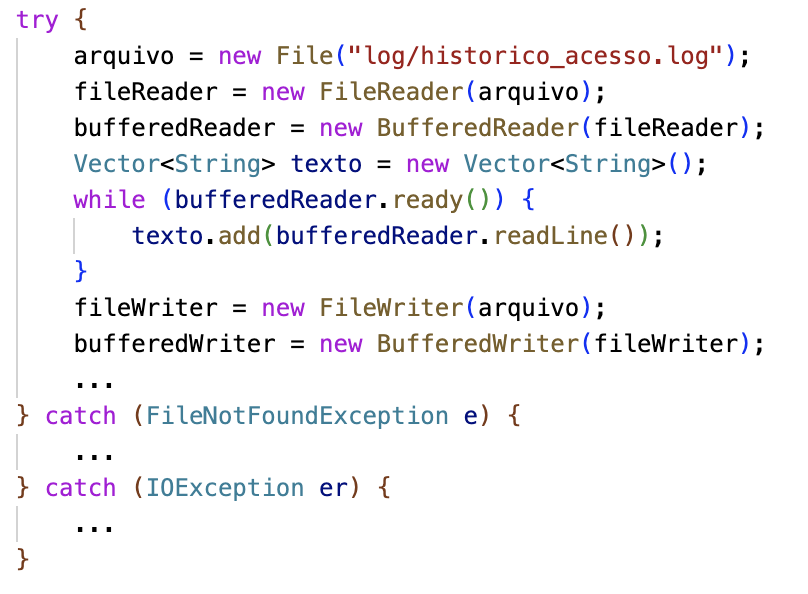 try {
    arquivo = new File("log/historico_acesso.log");
    fileReader = new FileReader(arquivo);
    bufferedReader = new BufferedReader(fileReader);
    Vector<String> texto = new Vector<String>();
    while (bufferedReader.ready()) {
        texto.add(bufferedReader.readLine());
    }
    fileWriter = new FileWriter(arquivo);
    bufferedWriter = new BufferedWriter(fileWriter);
    ...
} catch (FileNotFoundException e) {
    ...
} catch (IOException er) {
    ...
}